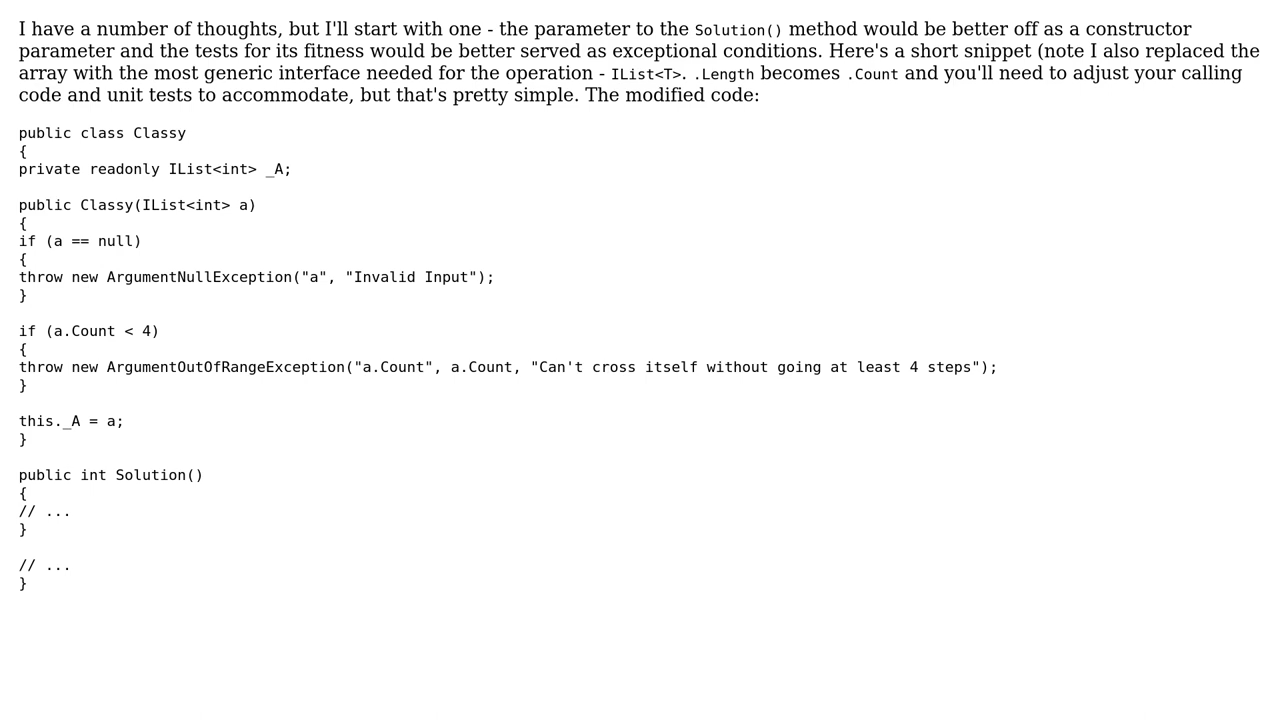 I have a number of thoughts, but I'll start with one - the parameter to the Solution() method would be better off as a constructor
parameter and the tests for its fitness would be better served as exceptional conditions. Here's a short snippet (note I also replaced the
array with the most generic interface needed for the operation - IList<T>. .Length becomes .Count and you'll need to adjust your calling
code and unit tests to accommodate, but that's pretty simple. The modified code:
public class Classy
{
private readonly IList<int> _A;
public Classy(IList<int> a)
{
if (a == null)
{
throw new ArgumentNullException("a", "Invalid Input");
}
if (a.Count < 4)
{
throw new ArgumentOutOfRangeException("a.Count", a.Count, "Can't cross itself without going at least 4 steps");
}
this._A = a;
}
public int Solution()
{
// ...
}
// ...
}